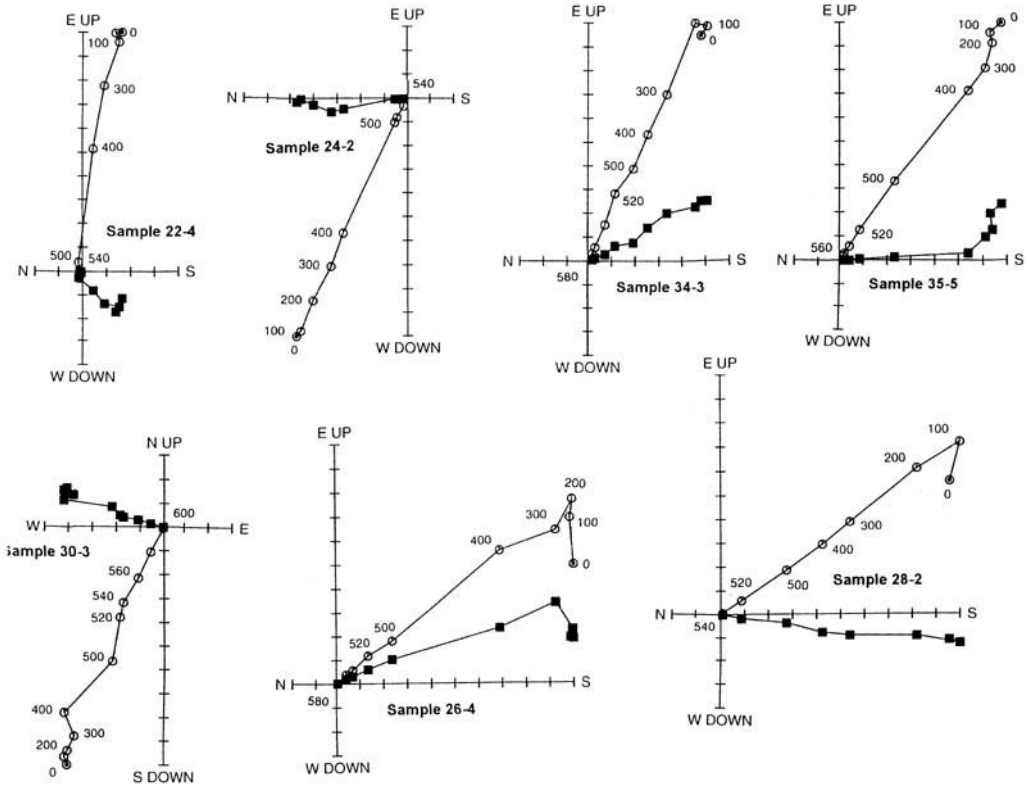 E UP
100
0
300
400
Sample 22-4
500
540
N
S
W DOWN
540
N
S
500
Sample 24-2
400
300
200
100
0
W DOWN
E UP
100
0
300
400
500
520
N
S
580
Sample 34-3
W DOWN
E UP
0
100
200
300
400
500
520
560
N
S
Sample 35-5
W DOWN
N UP
600
W
E
Sample 30-3
560
540
520
500
400
300
200
0
S DOWN
E UP
200
300
100
400
0
500
520
N
S
580
Sample 26-4
W DOWN
E UP
100
200
0
300
400
500
Sample 28-2
520
N
S
540
W DOWN